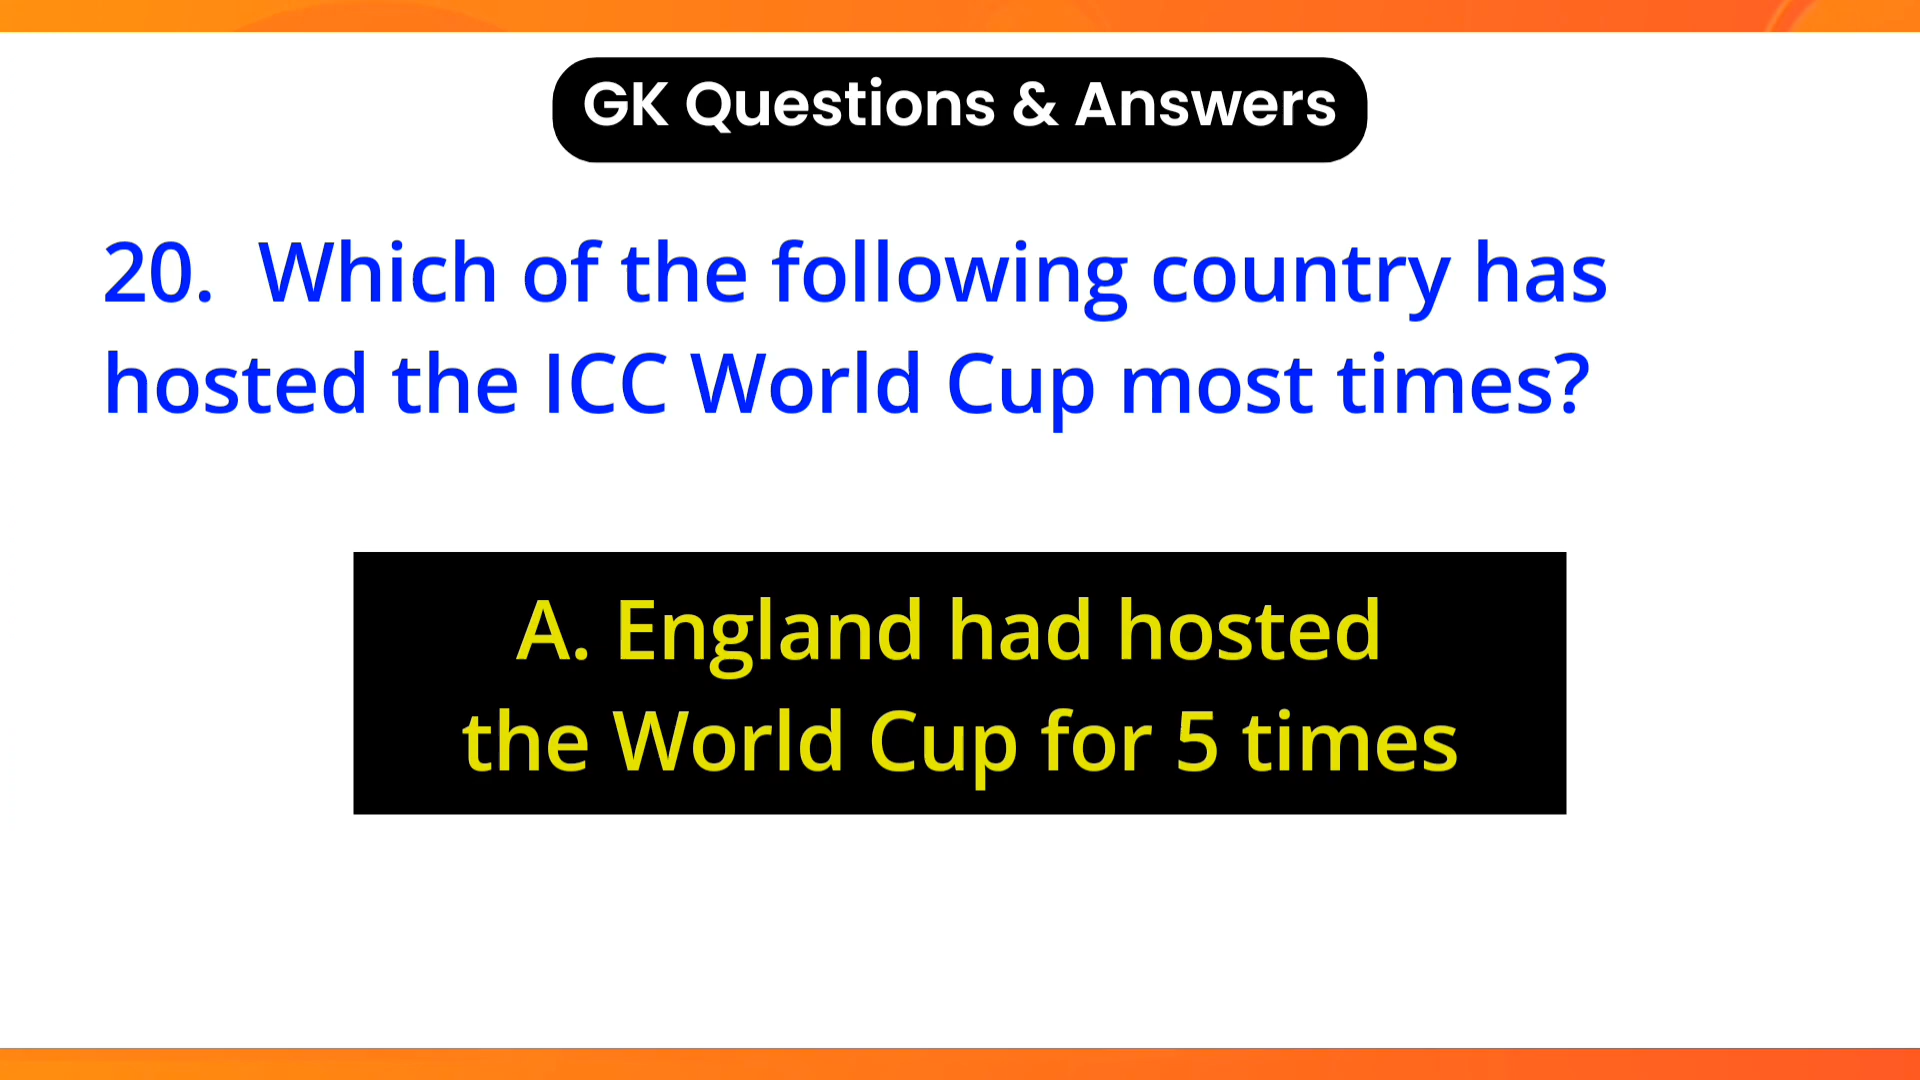 GK Questions & Answers
20. Which of the following country has
hosted the ICC World Cup most times?
A. England had hosted
the World Cup for 5 times